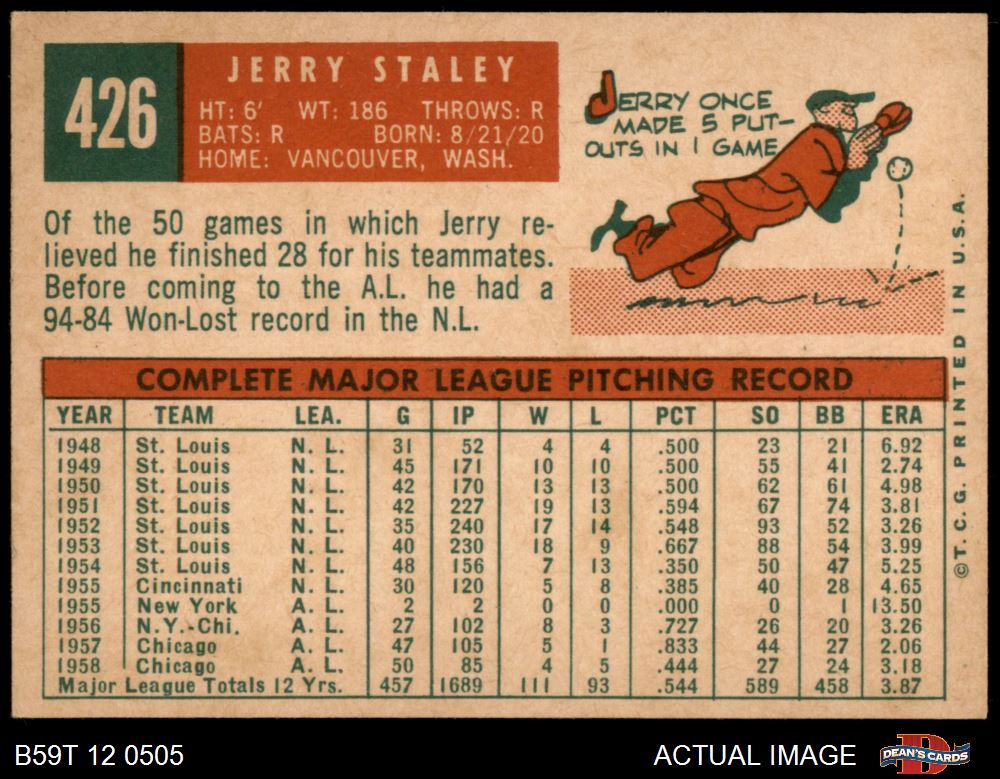 426
JERRY STALEY
HT: 6' WT: 186 THROWS: R
BATS: R BORN: 8/21/20
HOME: VANCOUVER, WASH.
JERRY ONCE
MADE 5 PUT-
OUTS IN 1 GAME
Of the 50 games in which Jerry re-
lieved he finished 28 for his teammates.
Before coming to the A.L. he had a
94-84 Won-Lost record in the N.L.
COMPLETE MAJOR LEAGUE PITCHING RECORD
YEAR TEAM LEA. G IP W L PCT SO BB ERA
1948 St. Louis N. L. 31 52 4 4 .500 23 21 6.92
1949 St. Louis N. L. 45 171 10 10 .500 55 41 2.74
1950 St. Louis N. L. 42 170 13 13 .500 62 61 4.98
1951 St. Louis N. L. 42 227 19 13 .594 67 74 3.81
1952 St. Louis N. L. 35 240 17 14 .548 93 52 3.26
1953 St. Louis N. L. 40 230 18 9 .667 88 54 3.99
1954 St. Louis N. L. 48 156 7 13 .350 50 47 5.25
1955 Cincinnati N. L. 30 120 5 8 .385 40 28 4.65
1955 New York A. L. 2 2 0 0 .000 0 1 13.50
1956 N.Y.-Chi. A. L. 27 102 8 3 .727 26 20 3.26
1957 Chicago A. L. 47 105 5 1 .833 44 27 2.06
1958 Chicago A. L. 50 85 4 5 .444 27 24 3.18
Major League Totals 12 Yrs. 457 1689 111 93 .544 589 458 3.87
©T. C. G. PRINTED IN U.S.A.
B59T 12 0505
ACTUAL IMAGE
DEAN'S CARDS